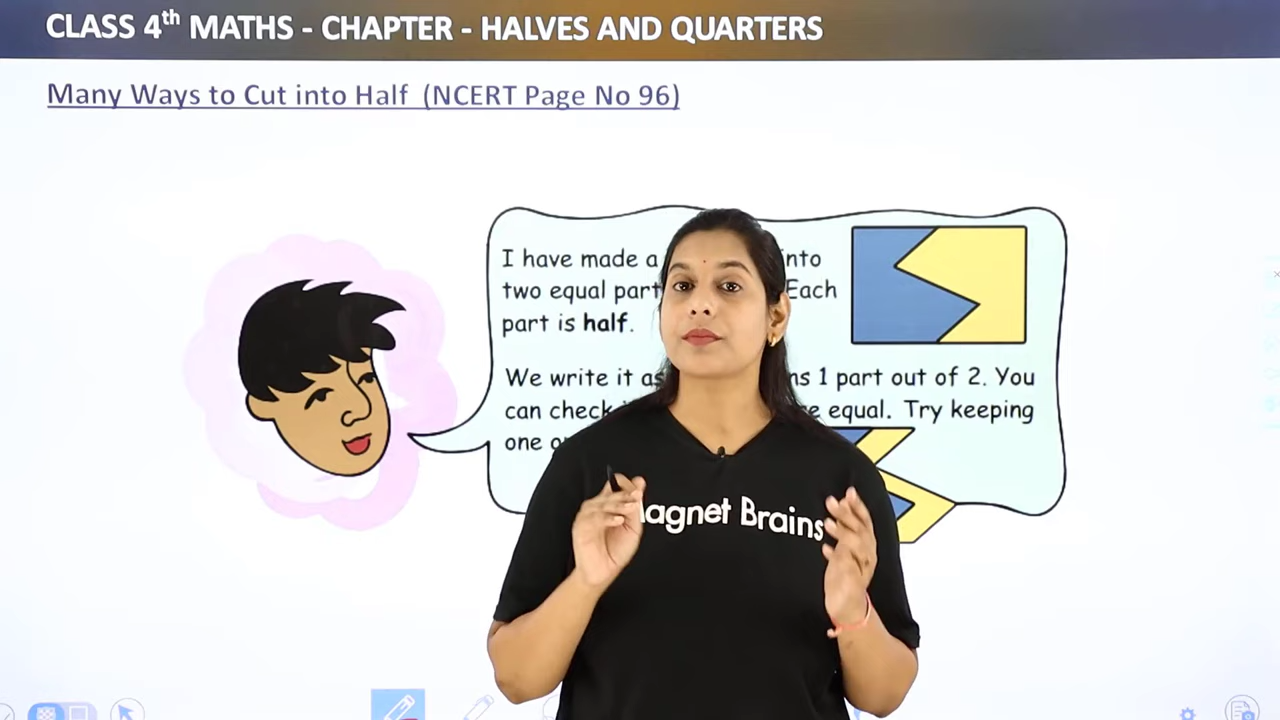 CLASS 4th MATHS - CHAPTER - HALVES AND QUARTERS
Many Ways to Cut into Half (NCERT Page No 96)
I have made a into
two equal part Each
part is half.
We write it as 1 part out of 2. You
can check equal. Try keeping
one
Magnet Brains